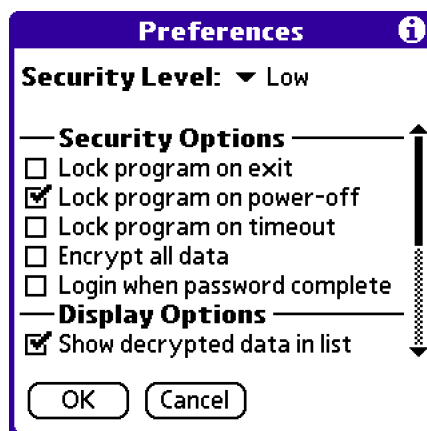 Preferences
Security Level: Low
Security Options
Lock program on exit
Lock program on power-off
Lock program on timeout
Encrypt all data
Login when password complete
Display Options
Show decrypted data in list
OK Cancel